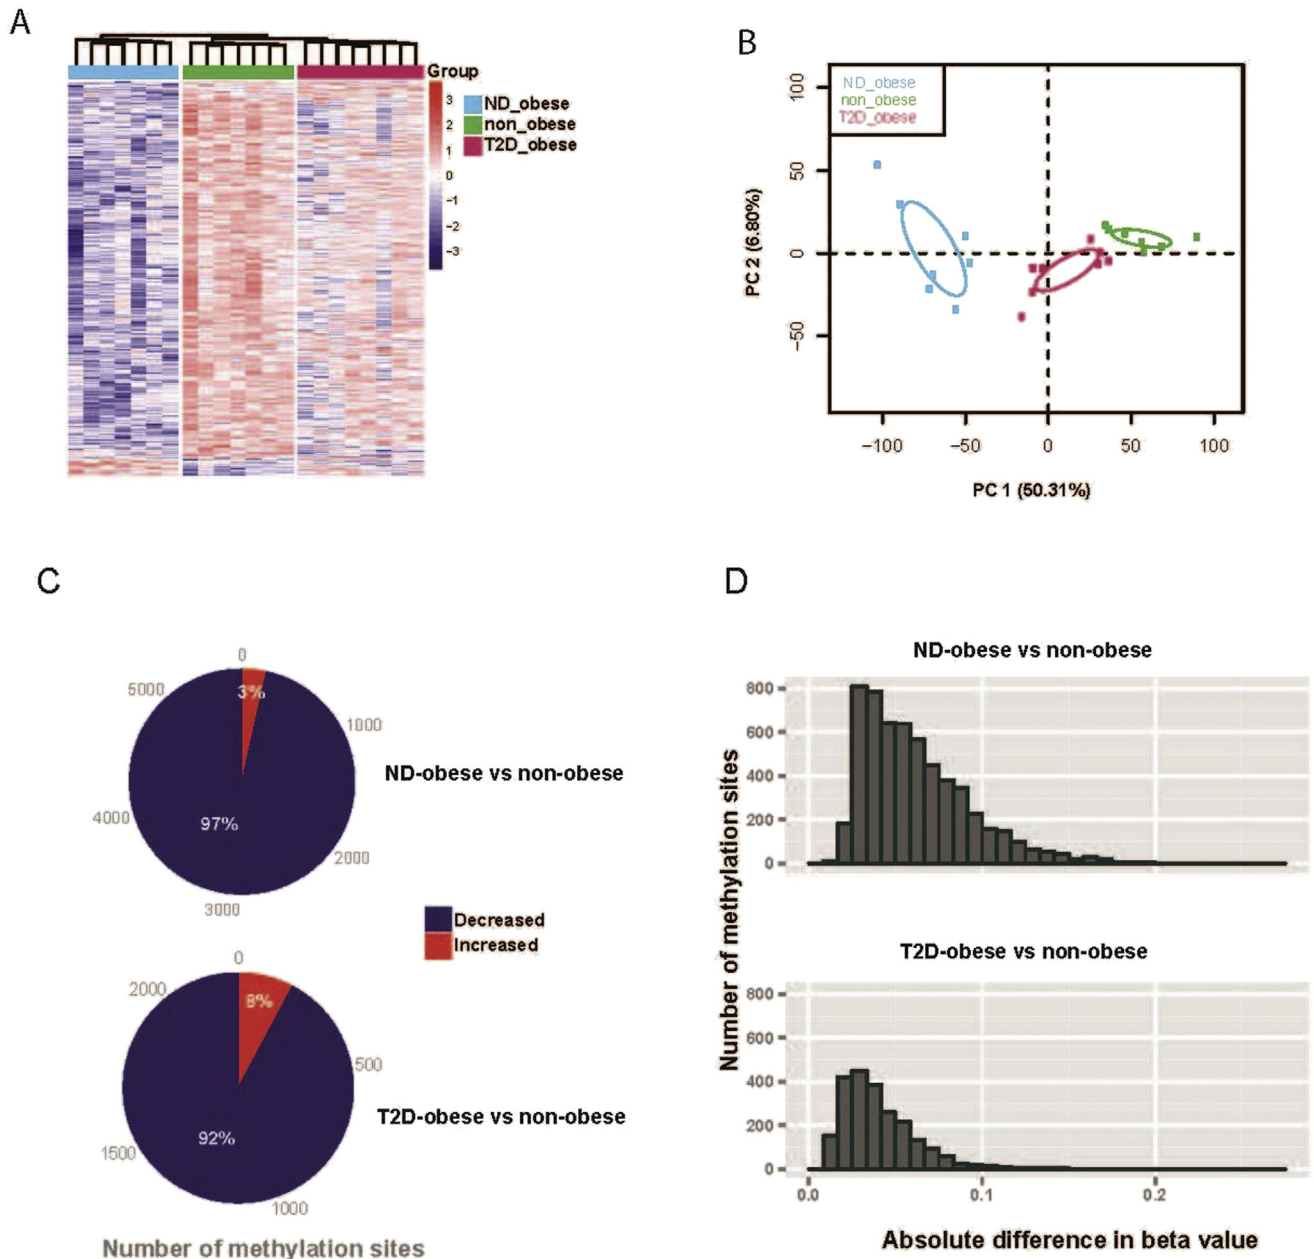 A
Group
3
2
1
0
−1
−2
−3
ND_obese
non_obese
T2D_obese
B
ND_obese
non_obese
T2D_obese
PC 2 (6.80%)
100
50
0
−50
−100
−50
0
50
100
PC 1 (50.31%)
C
0
1000
2000
3000
4000
5000
3%
97%
ND-obese vs non-obese
Decreased
Increased
0
500
1000
1500
2000
8%
92%
T2D-obese vs non-obese
Number of methylation sites
D
ND-obese vs non-obese
800
600
400
200
0
Number of methylation sites
T2D-obese vs non-obese
800
600
400
200
0
0.0
0.1
0.2
Absolute difference in beta value